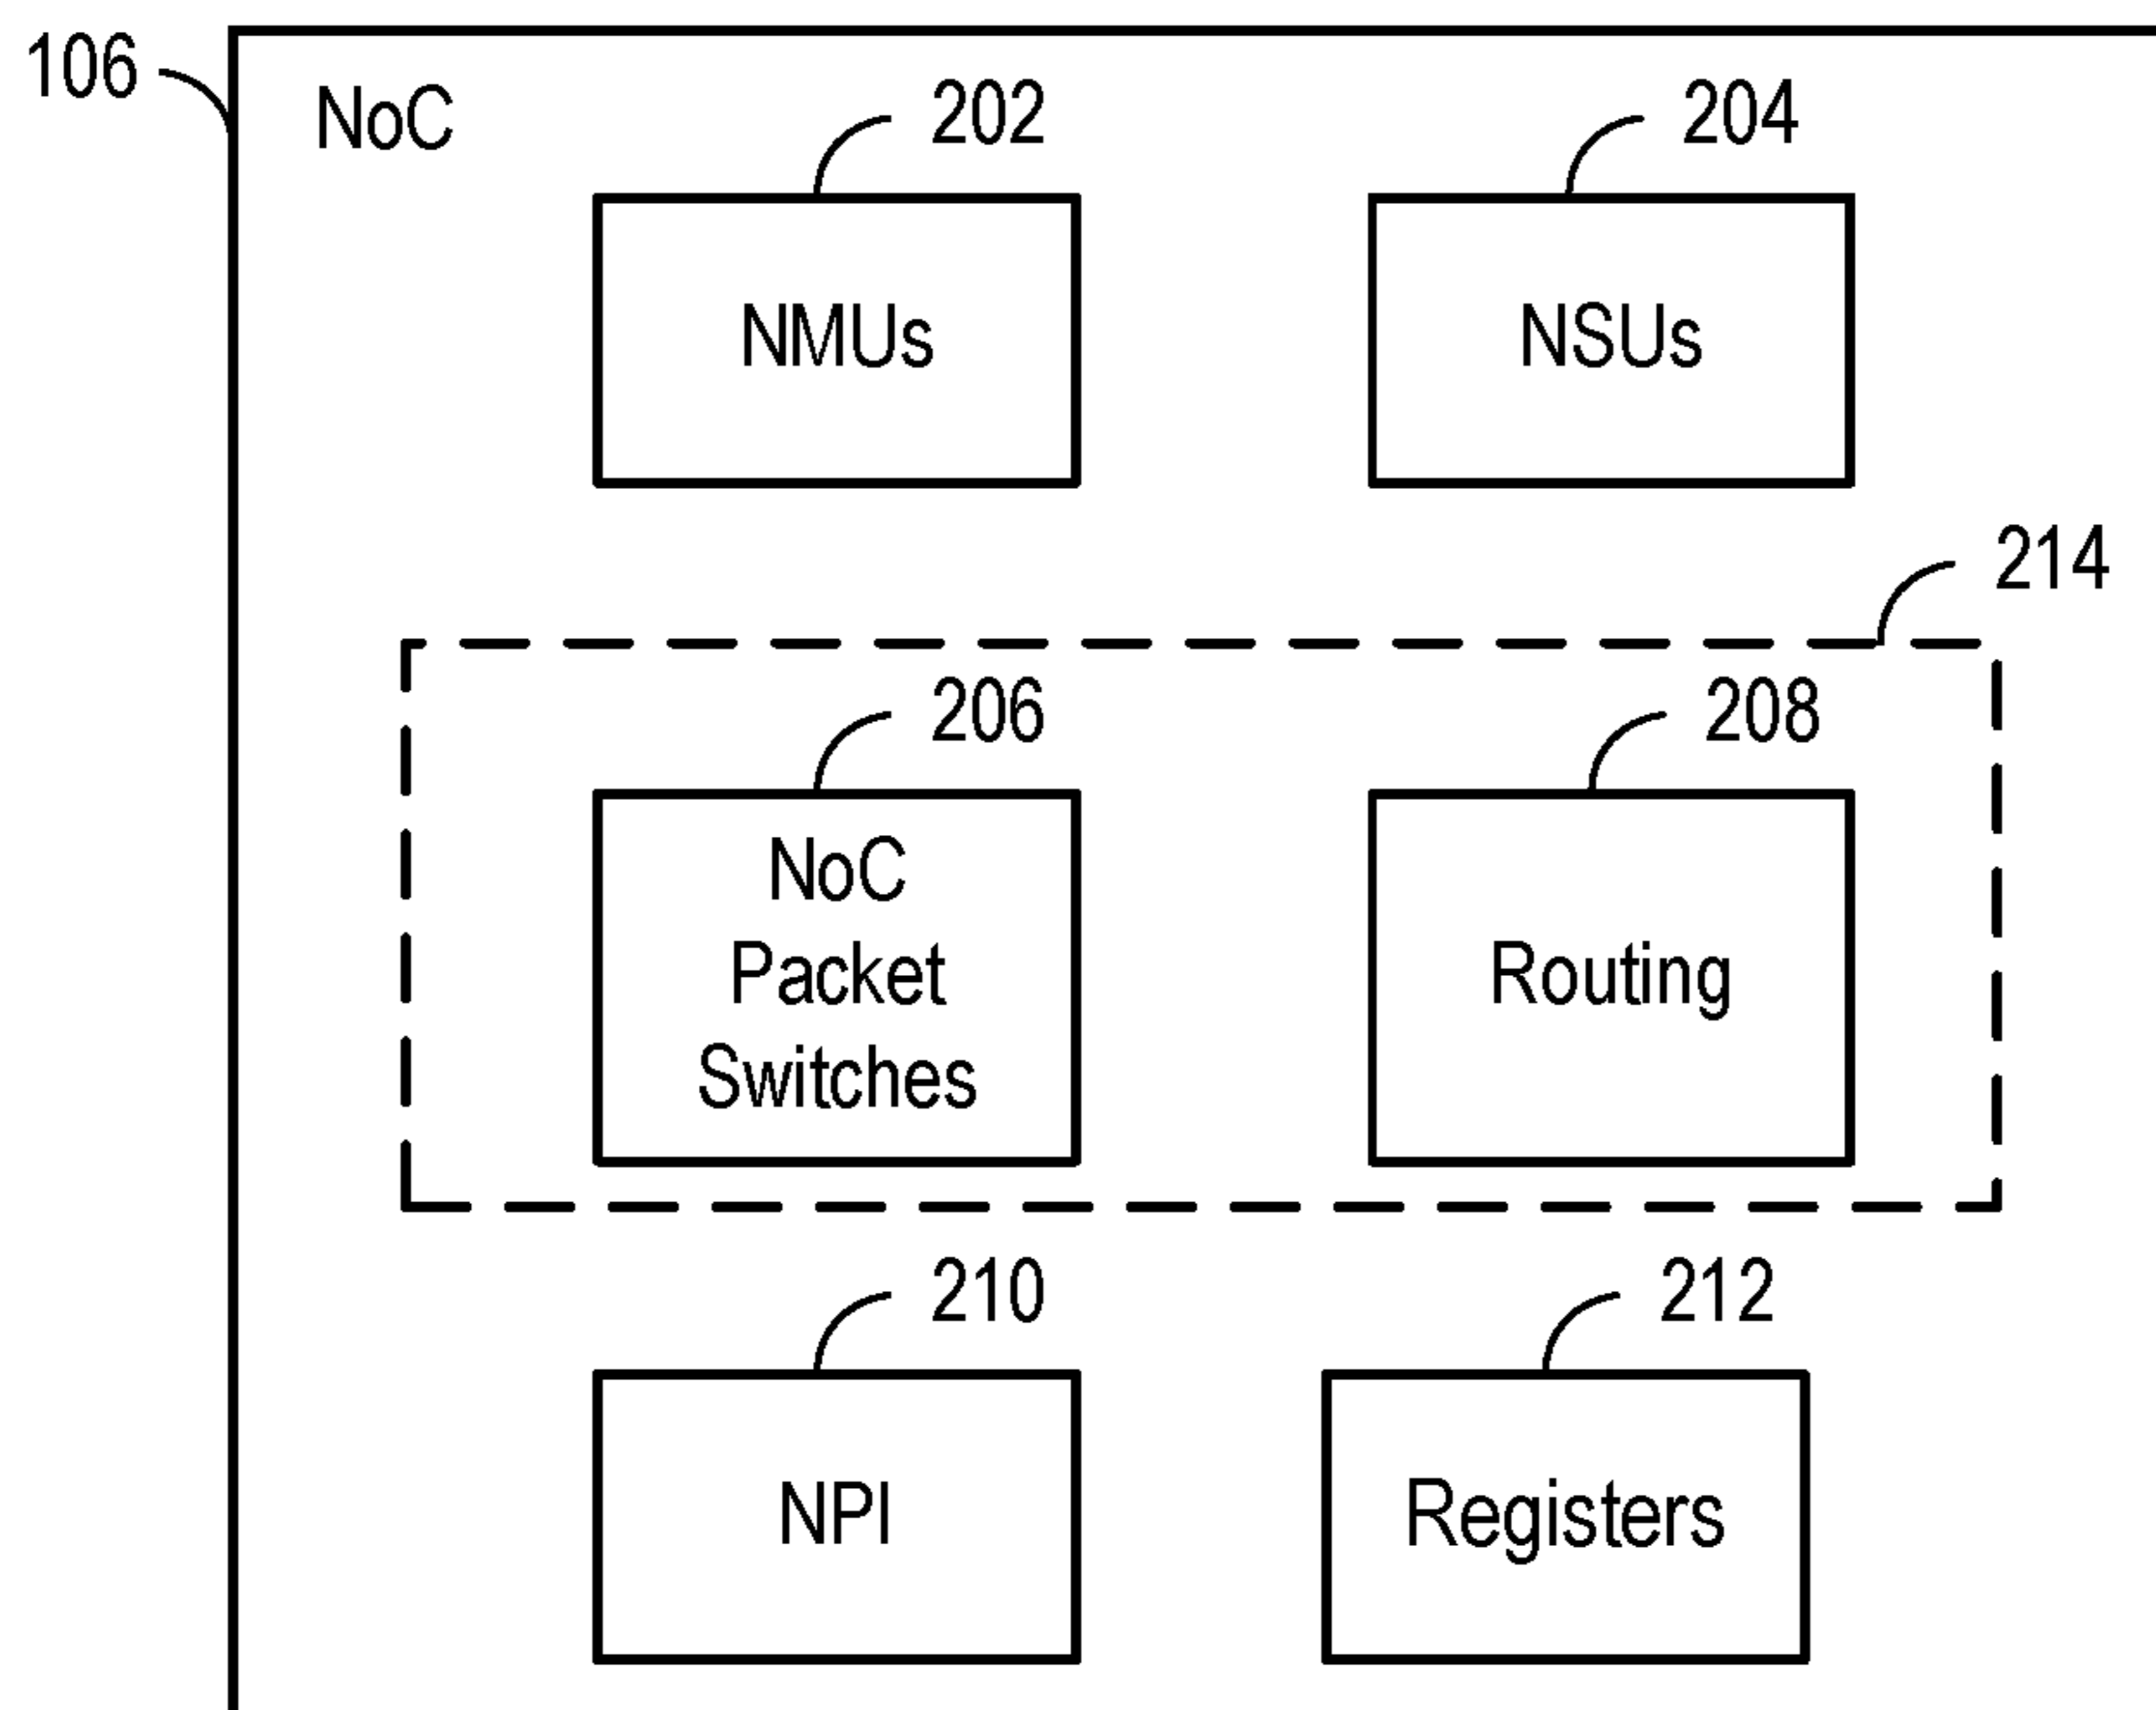 106
NoC
202
204
NMUs
NSUs
214
206
208
NoC
Packet
Switches
Routing
210
212
NPI
Registers